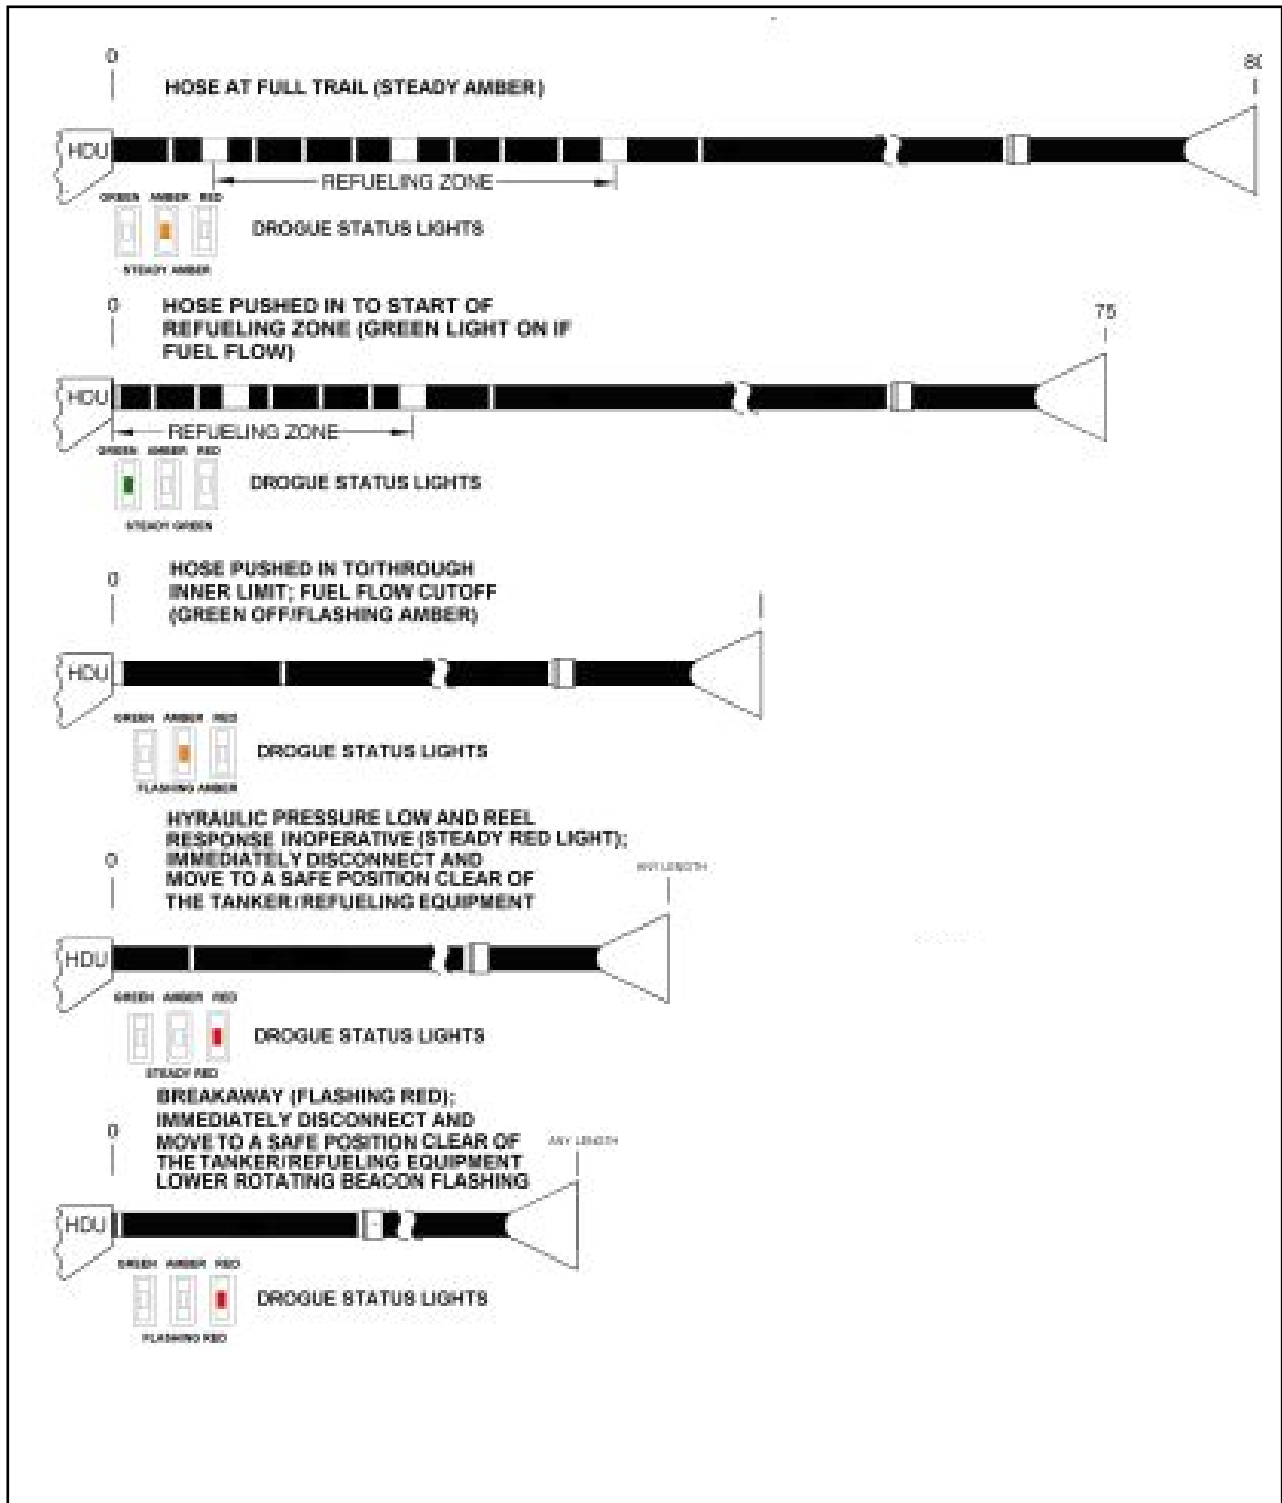 0
80
HOSE AT FULL TRAIL (STEADY AMBER)
HDU
REFUELING ZONE
GREEN AMBER RED
DROGUE STATUS LIGHTS
STEADY AMBER
0
HOSE PUSHED IN TO START OF
REFUELING ZONE (GREEN LIGHT ON IF
FUEL FLOW)
75
HDU
REFUELING ZONE
GREEN AMBER RED
DROGUE STATUS LIGHTS
STEADY GREEN
HOSE PUSHED IN TO/THROUGH
0
INNER LIMIT; FUEL FLOW CUTOFF
(GREEN OFF/FLASHING AMBER)
HDU
GREEN AMBER RED
DROGUE STATUS LIGHTS
FLASHING AMBER
HYRAULIC PRESSURE LOW AND REEL
RESPONSE INOPERATIVE (STEADY RED LIGHT);
0
IMMEDIATELY DISCONNECT AND
ANY LENGTH
MOVE TO A SAFE POSITION CLEAR OF
THE TANKER/REFUELING EQUIPMENT
HDU
GREEN AMBER RED
DROGUE STATUS LIGHTS
STEADY RED
BREAKAWAY (FLASHING RED);
IMMEDIATELY DISCONNECT AND
0
MOVE TO A SAFE POSITION CLEAR OF
ANY LENGTH
THE TANKER/REFUELING EQUIPMENT
LOWER ROTATING BEACON FLASHING
HDU
GREEN AMBER RED
DROGUE STATUS LIGHTS
FLASHING RED